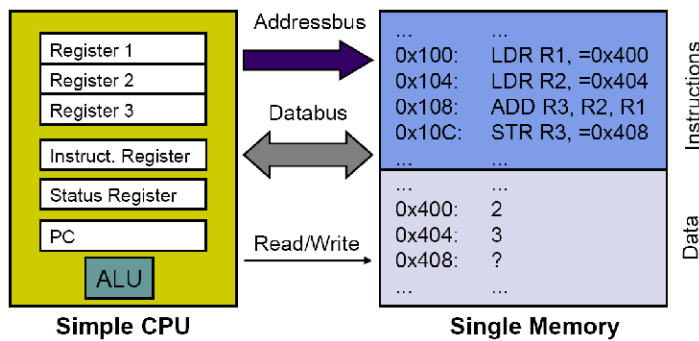 Addressbus
Register 1
Register 2
Register 3
Instruct. Register
Status Register
PC
ALU
Simple CPU
Databus
Read/Write
... ...
0x100: LDR R1, =0x400
0x104: LDR R2, =0x404
0x108: ADD R3, R2, R1
0x10C: STR R3, =0x408
... ...
... ...
0x400: 2
0x404: 3
0x408: ?
... ...
Single Memory
Instructions
Data